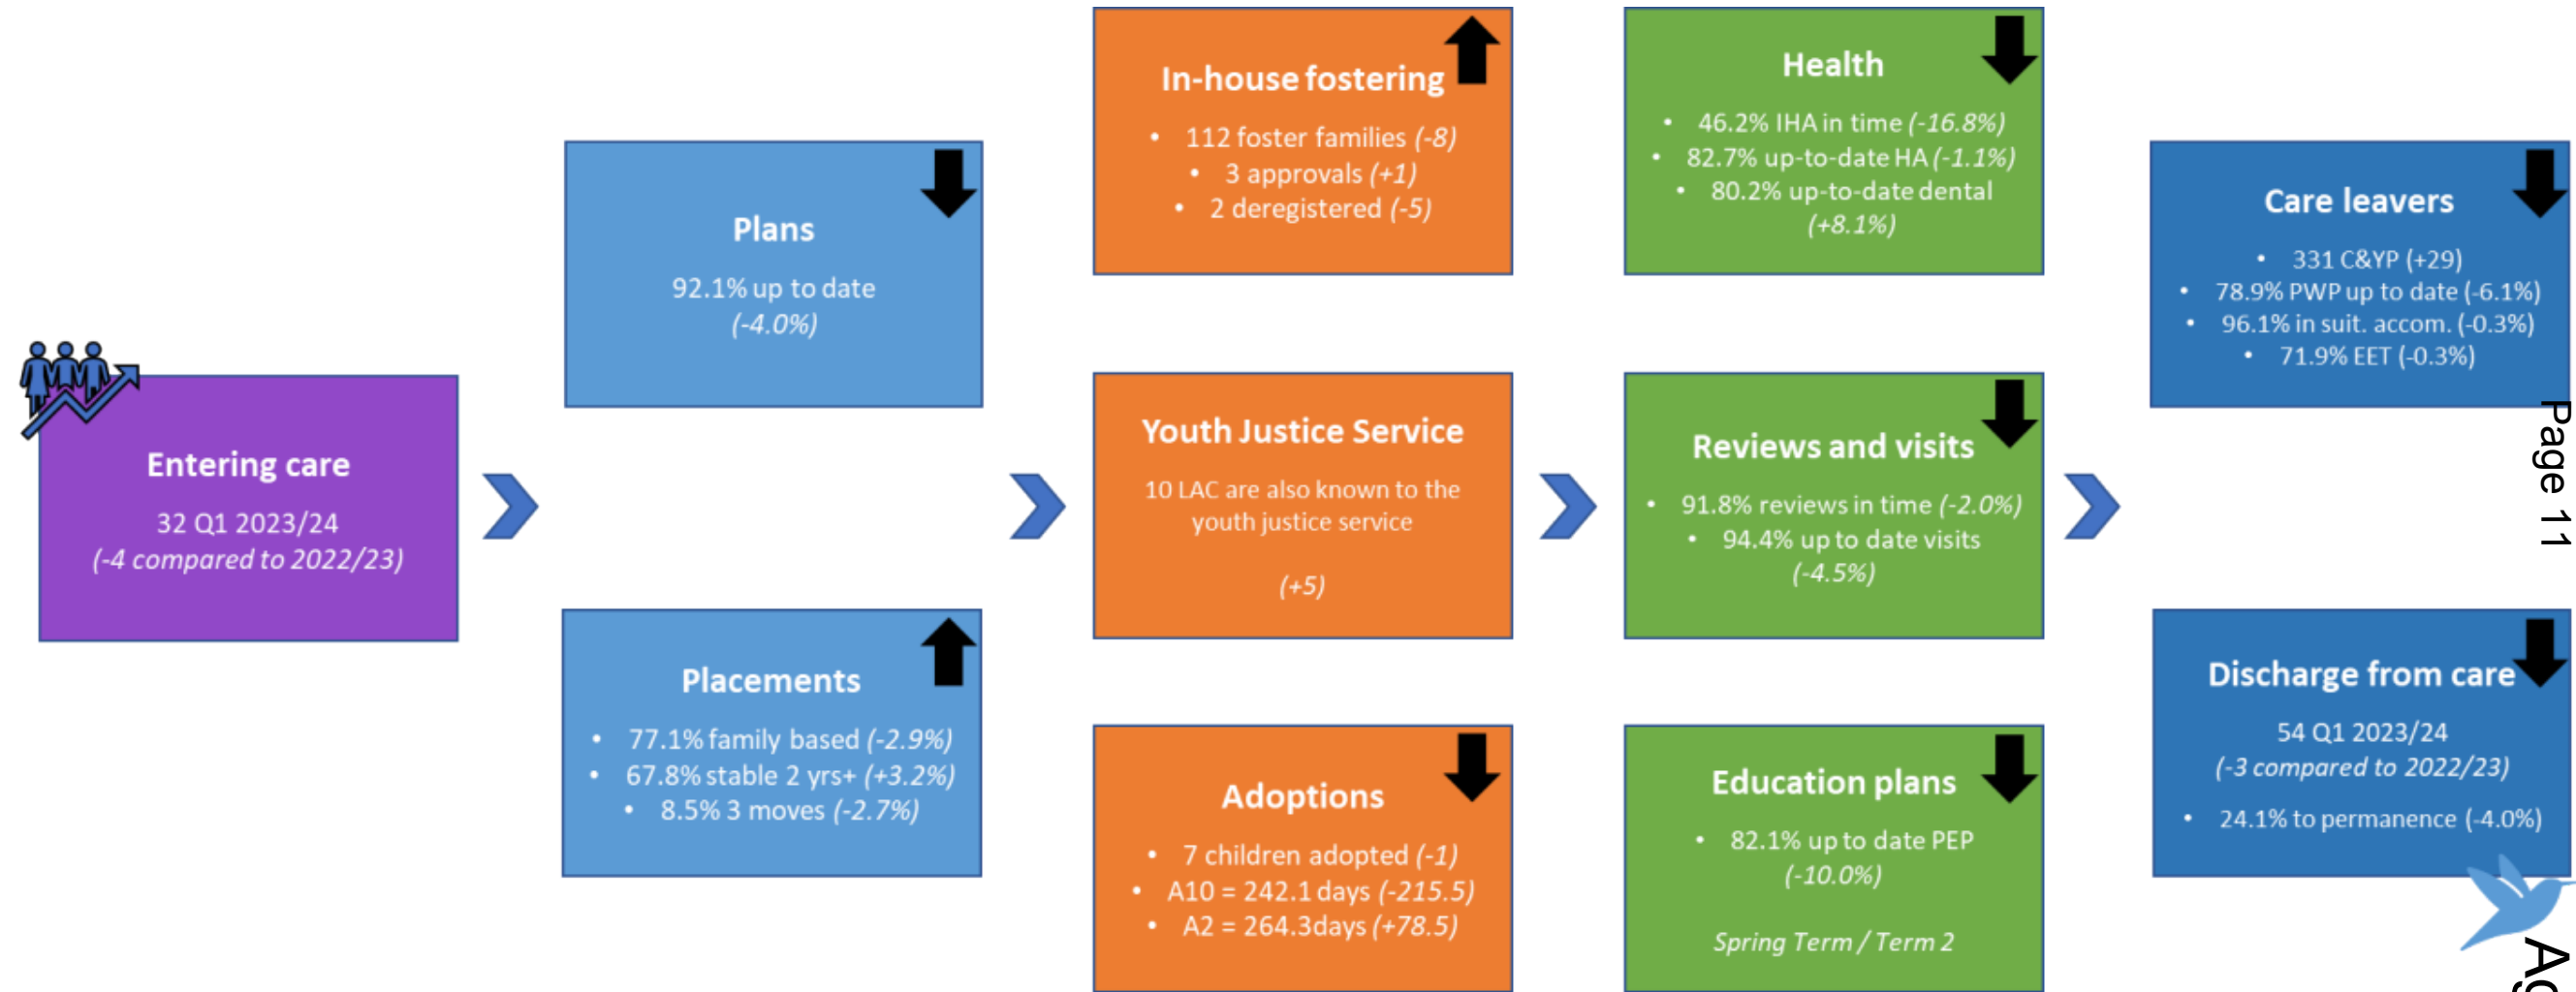 Entering care
32 Q1 2023/24
(-4 compared to 2022/23)
Plans
92.1% up to date
(-4.0%)
Placements
• 77.1% family based (-2.9%)
• 67.8% stable 2 yrs+ (+3.2%)
• 8.5% 3 moves (-2.7%)
In-house fostering
• 112 foster families (-8)
• 3 approvals (+1)
• 2 deregistered (-5)
Youth Justice Service
10 LAC are also known to the
youth justice service
(+5)
Adoptions
• 7 children adopted (-1)
• A10 = 242.1 days (-215.5)
• A2 = 264.3days (+78.5)
Health
• 46.2% IHA in time (-16.8%)
• 82.7% up-to-date HA (-1.1%)
• 80.2% up-to-date dental
(+8.1%)
Reviews and visits
• 91.8% reviews in time (-2.0%)
• 94.4% up to date visits
(-4.5%)
Education plans
• 82.1% up to date PEP
(-10.0%)
Spring Term / Term 2
Care leavers
• 331 C&YP (+29)
• 78.9% PWP up to date (-6.1%)
• 96.1% in suit. accom. (-0.3%)
• 71.9% EET (-0.3%)
Discharge from care
54 Q1 2023/24
(-3 compared to 2022/23)
• 24.1% to permanence (-4.0%)
Page 11